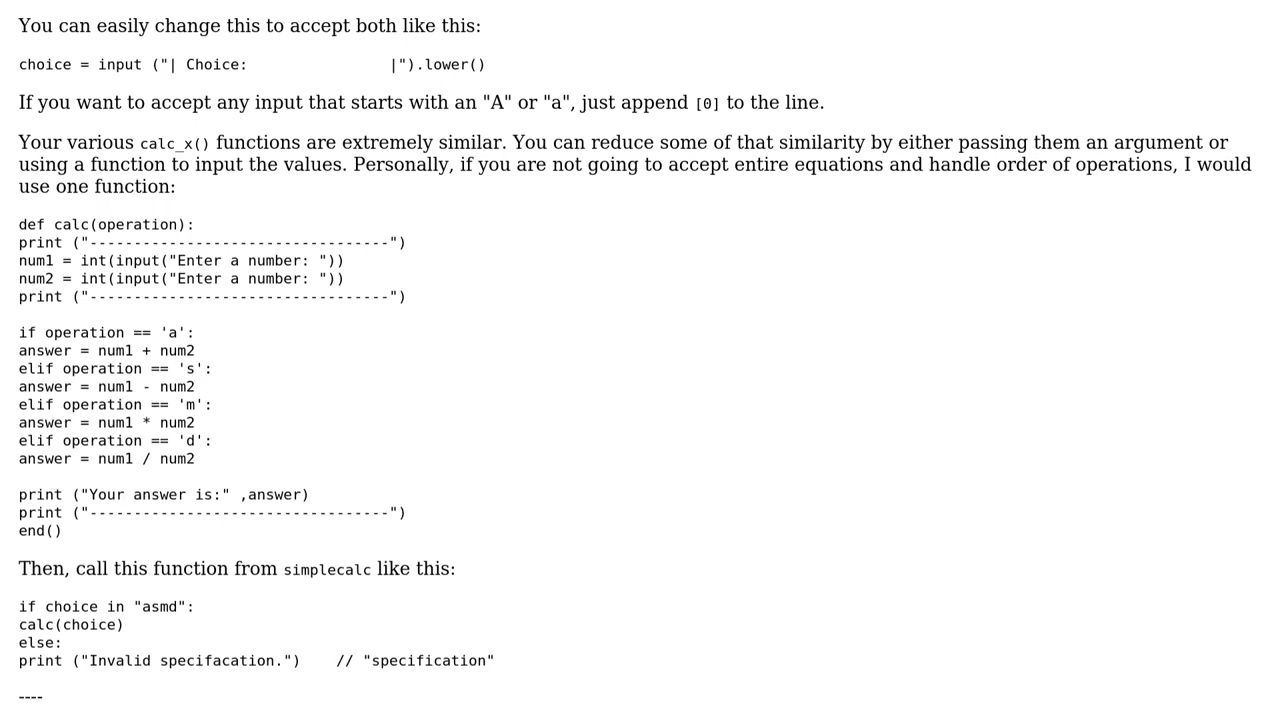 You can easily change this to accept both like this:
choice = input ("| Choice:                |").lower()
If you want to accept any input that starts with an "A" or "a", just append [0] to the line.
Your various calc_x() functions are extremely similar. You can reduce some of that similarity by either passing them an argument or
using a function to input the values. Personally, if you are not going to accept entire equations and handle order of operations, I would
use one function:
def calc(operation):
print ("----------------------------------")
num1 = int(input("Enter a number: "))
num2 = int(input("Enter a number: "))
print ("----------------------------------")
if operation == 'a':
answer = num1 + num2
elif operation == 's':
answer = num1 - num2
elif operation == 'm':
answer = num1 * num2
elif operation == 'd':
answer = num1 / num2
print ("Your answer is:" ,answer)
print ("----------------------------------")
end()
Then, call this function from simplecalc like this:
if choice in "asmd":
calc(choice)
else:
print ("Invalid specifacation.")    // "specification"
----